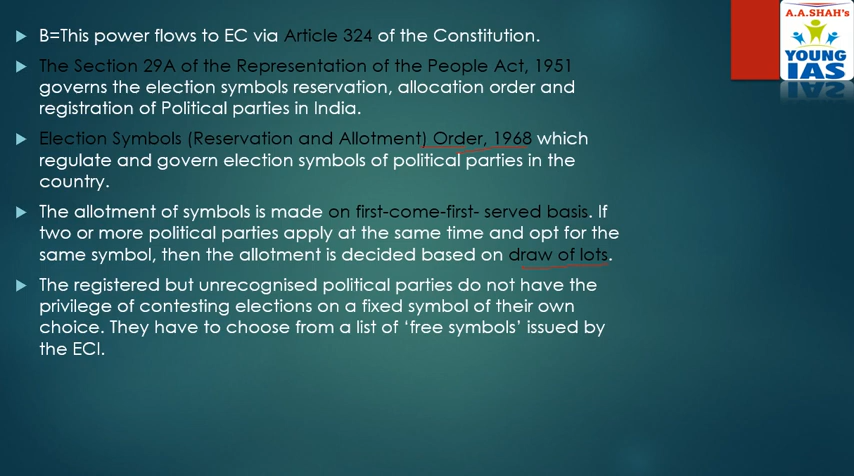 B=This power flows to EC via Article 324 of the Constitution.
The Section 29A of the Representation of the People Act, 1951
governs the election symbols reservation, allocation order and
registration of Political parties in India.
Election Symbols (Reservation and Allotment) Order, 1968 which
regulate and govern election symbols of political parties in the
country.
The allotment of symbols is made on first-come-first- served basis. If
two or more political parties apply at the same time and opt for the
same symbol, then the allotment is decided based on draw of lots.
The registered but unrecognised political parties do not have the
privilege of contesting elections on a fixed symbol of their own
choice. They have to choose from a list of ‘free symbols’ issued by
the ECI.
A.A.SHAH's
YOUNG
IAS